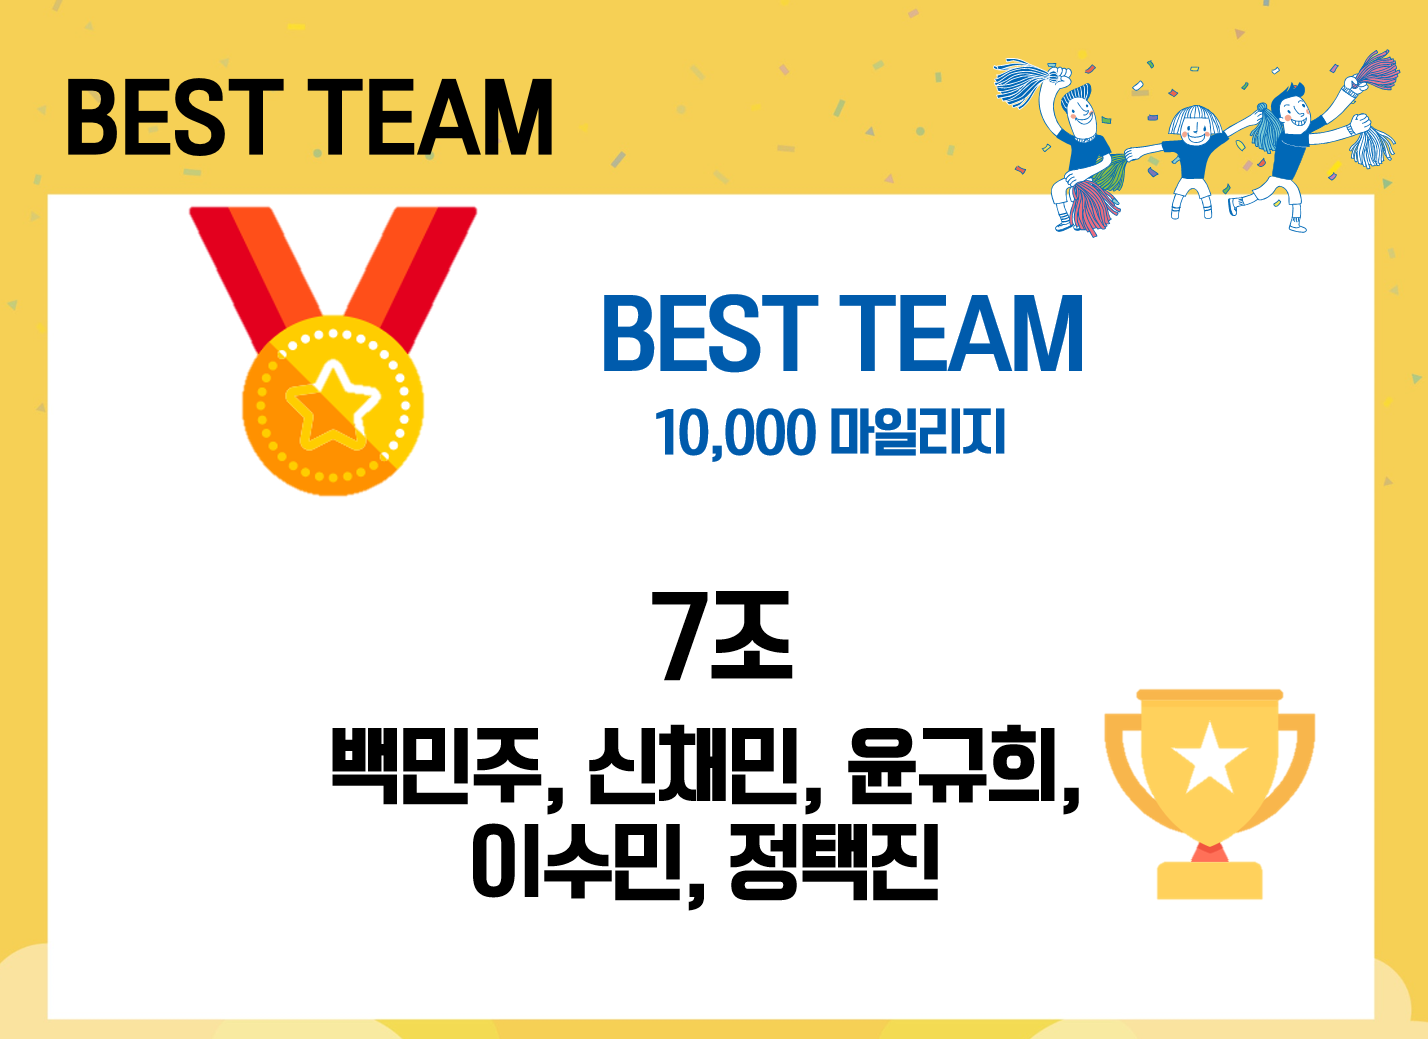 BEST TEAM
BEST TEAM
10,000 마일리지
7조
백민주, 신채민, 윤규희,
이수민, 정택진